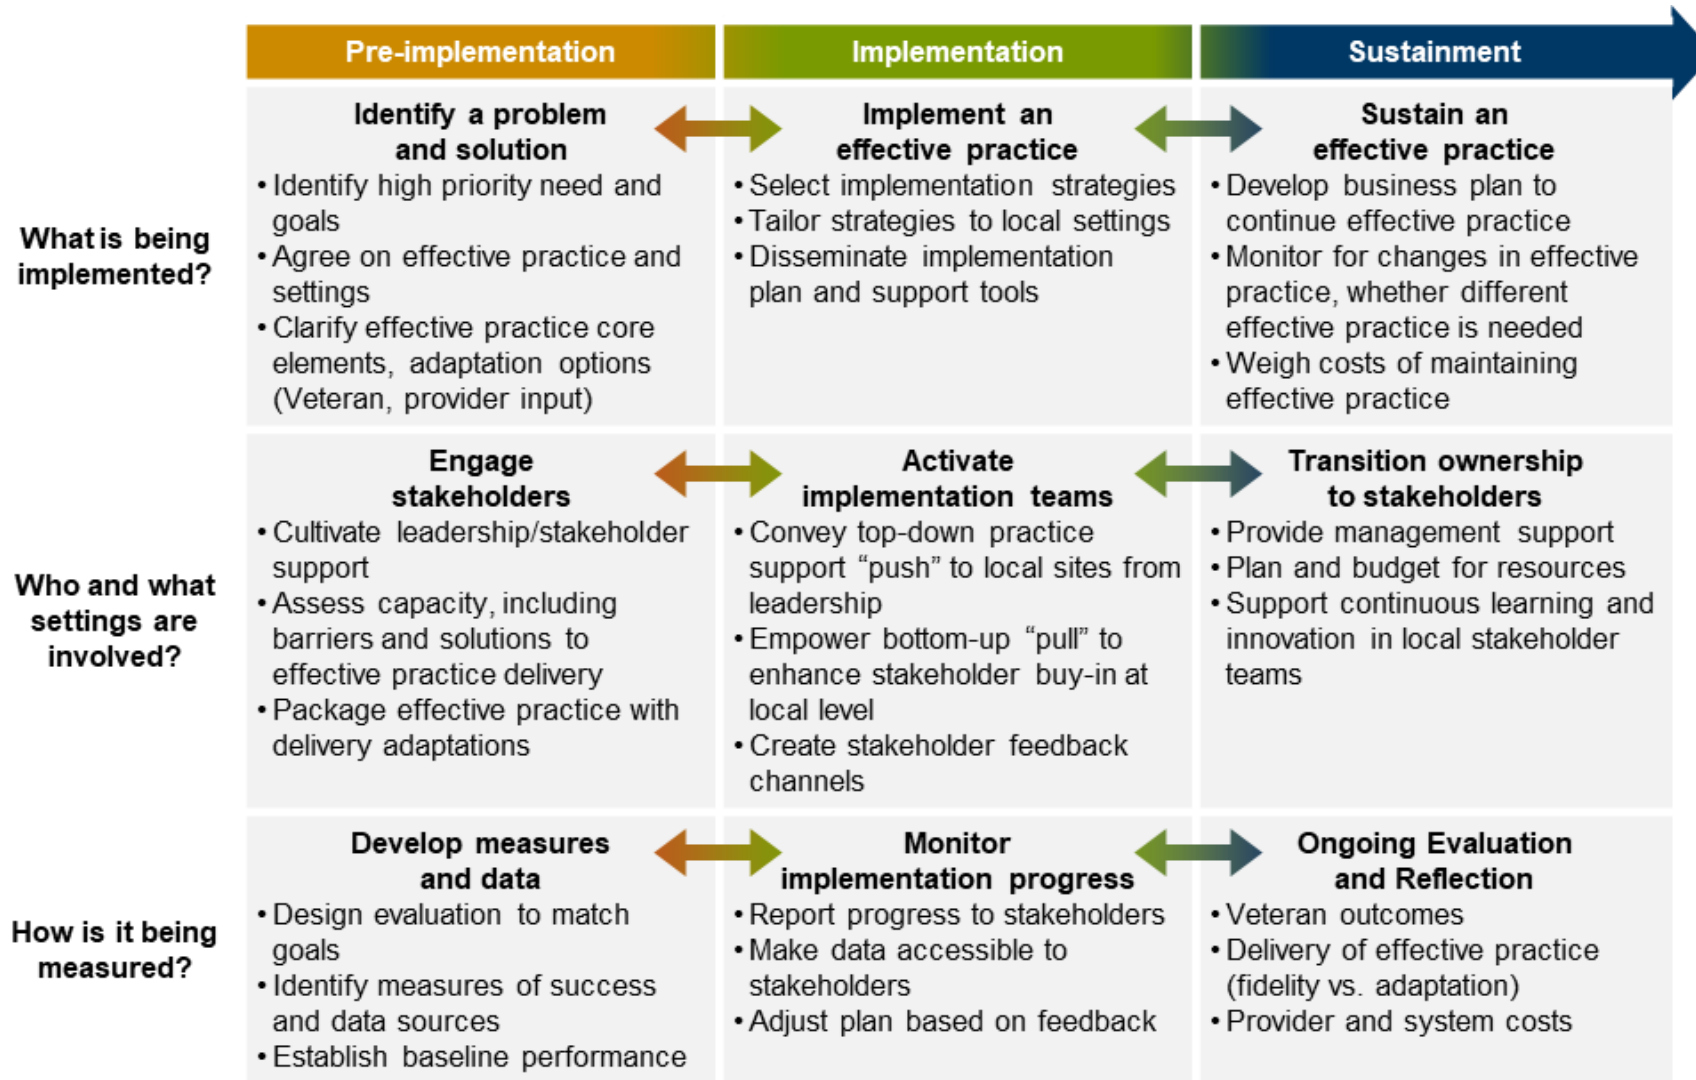 Pre-implementation
Implementation
Sustainment
What is being
implemented?
Identify a problem
and solution
• Identify high priority need and
goals
• Agree on effective practice and
settings
• Clarify effective practice core
elements, adaptation options
(Veteran, provider input)
Implement an
effective practice
• Select implementation strategies
• Tailor strategies to local settings
• Disseminate implementation
plan and support tools
Sustain an
effective practice
• Develop business plan to
continue effective practice
• Monitor for changes in effective
practice, whether different
effective practice is needed
• Weigh costs of maintaining
effective practice
Who and what
settings are
involved?
Engage
stakeholders
• Cultivate leadership/stakeholder
support
• Assess capacity, including
barriers and solutions to
effective practice delivery
• Package effective practice with
delivery adaptations
Activate
implementation teams
• Convey top-down practice
support “push” to local sites from
leadership
• Empower bottom-up “pull” to
enhance stakeholder buy-in at
local level
• Create stakeholder feedback
channels
Transition ownership
to stakeholders
• Provide management support
• Plan and budget for resources
• Support continuous learning and
innovation in local stakeholder
teams
How is it being
measured?
Develop measures
and data
• Design evaluation to match
goals
• Identify measures of success
and data sources
• Establish baseline performance
Monitor
implementation progress
• Report progress to stakeholders
• Make data accessible to
stakeholders
• Adjust plan based on feedback
Ongoing Evaluation
and Reflection
• Veteran outcomes
• Delivery of effective practice
(fidelity vs. adaptation)
• Provider and system costs